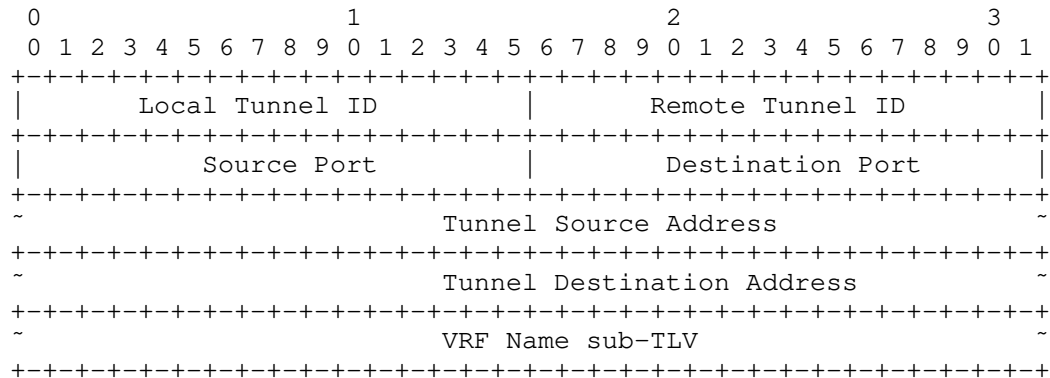 0                   1                   2                   3
 0 1 2 3 4 5 6 7 8 9 0 1 2 3 4 5 6 7 8 9 0 1 2 3 4 5 6 7 8 9 0 1
+-+-+-+-+-+-+-+-+-+-+-+-+-+-+-+-+-+-+-+-+-+-+-+-+-+-+-+-+-+-+-+-+
|       Local Tunnel ID         |       Remote Tunnel ID        |
+-+-+-+-+-+-+-+-+-+-+-+-+-+-+-+-+-+-+-+-+-+-+-+-+-+-+-+-+-+-+-+-+
|           Source Port         |        Destination Port       |
+-+-+-+-+-+-+-+-+-+-+-+-+-+-+-+-+-+-+-+-+-+-+-+-+-+-+-+-+-+-+-+-+
~                          Tunnel Source Address                ~
+-+-+-+-+-+-+-+-+-+-+-+-+-+-+-+-+-+-+-+-+-+-+-+-+-+-+-+-+-+-+-+-+
~                          Tunnel Destination Address           ~
+-+-+-+-+-+-+-+-+-+-+-+-+-+-+-+-+-+-+-+-+-+-+-+-+-+-+-+-+-+-+-+-+
~                          VRF Name sub-TLV                     ~
+-+-+-+-+-+-+-+-+-+-+-+-+-+-+-+-+-+-+-+-+-+-+-+-+-+-+-+-+-+-+-+-+